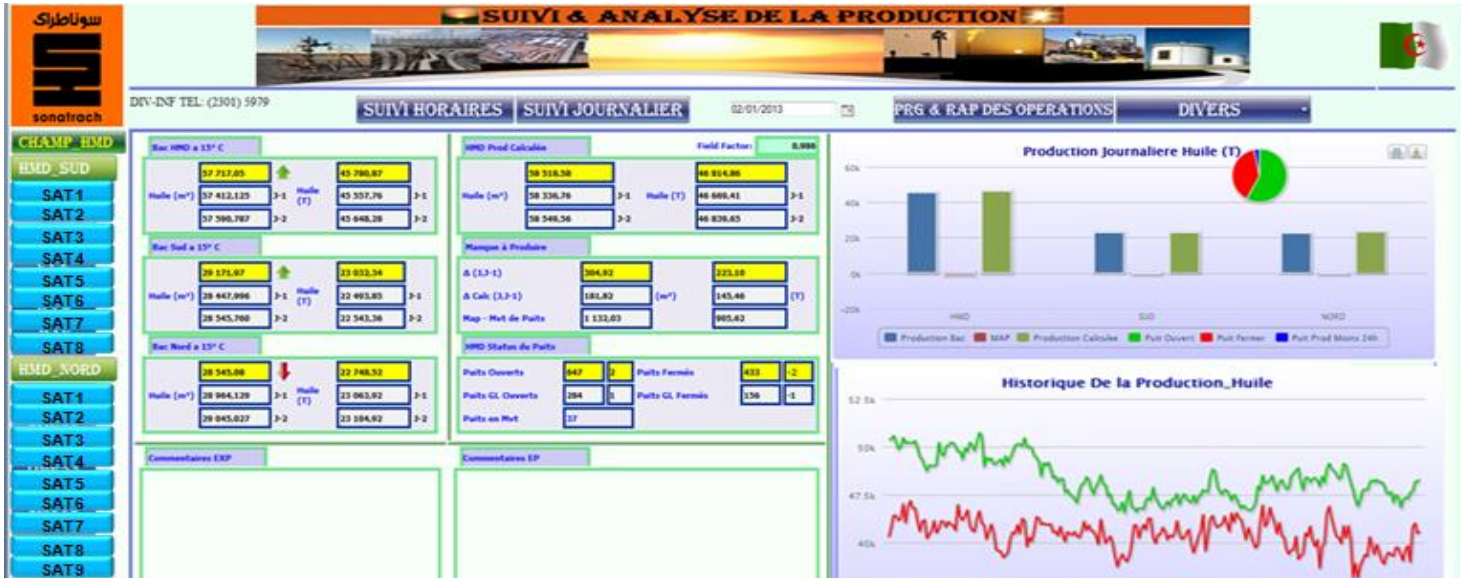 سوناطراك
sonatrach
SUIVI & ANALYSE DE LA PRODUCTION
DIV-INF TEL: (2301) 5979
SUIVI HORAIRES
SUIVI JOURNALIER
02/01/2013
PRG & RAP DES OPERATIONS
DIVERS
CHAMP_HMD
HMD_SUD
SAT1
SAT2
SAT3
SAT4
SAT5
SAT6
SAT7
SAT8
HMD_NORD
SAT1
SAT2
SAT3
SAT4
SAT5
SAT6
SAT7
SAT8
SAT9
Bac HMD a 15° C
57 717,05 45 780,87
Huile (m³) 57 412,125 J-1 Huile (T) 45 557,76 J-1
57 590,787 J-2 45 648,28 J-2
Bac Sud a 15° C
29 171,97 23 032,34
Huile (m³) 28 447,996 J-1 Huile (T) 22 493,85 J-1
28 545,760 J-2 22 543,36 J-2
Bac Nord a 15° C
28 545,08 22 748,52
Huile (m³) 28 964,129 J-1 Huile (T) 23 063,92 J-1
29 045,027 J-2 23 104,92 J-2
Commentaires EXP
HMD Prod Calculée
Field Factor: 0,986
58 518,58 46 814,86
Huile (m³) 58 336,76 J-1 Huile (T) 46 669,41 J-1
58 549,56 J-2 46 839,65 J-2
Manque à Produire
Δ (J,J-1) 304,92 223,10
Δ Calc (J,J-1) 181,82 (m³) 145,46 (T)
Map - Mvt de Puits 1 132,03 905,62
HMD Status de Puits
Puits Ouverts 647 2 Puits Fermés 433 -2
Puits GL Ouverts 284 1 Puits GL Fermés 156 -1
Puits en Mvt 37
Commentaires EP
Production Journaliere Huile (T)
60k
40k
20k
0k
-20k
HMD SUD NORD
Production Bac MAP Production Calculee Puit Ouvert Puit Fermer Puit Prod Moins 24h
Historique De la Production_Huile
52.5k
50k
47.5k